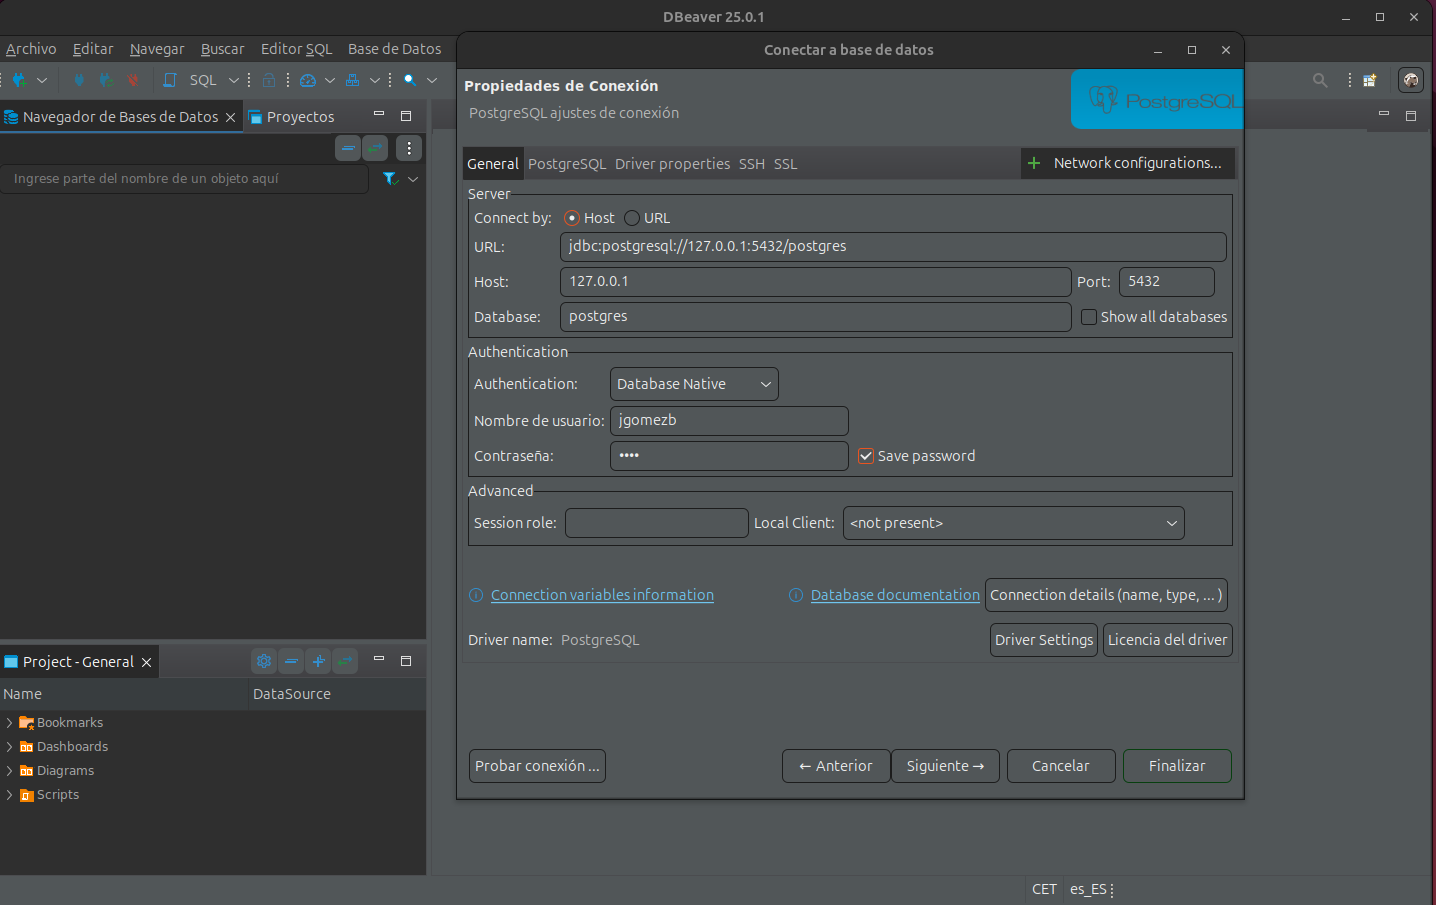 DBeaver 25.0.1
Archivo Editar Navegar Buscar Editor SQL Base de Datos
SQL
Navegador de Bases de Datos Proyectos
Ingrese parte del nombre de un objeto aquí
Project - General
Name DataSource
Bookmarks
Dashboards
Diagrams
Scripts
Conectar a base de datos
Propiedades de Conexión
PostgreSQL ajustes de conexión
PostgreSQL
General PostgreSQL Driver properties SSH SSL Network configurations...
Server
Connect by: Host URL
URL: jdbc:postgresql://127.0.0.1:5432/postgres
Host: 127.0.0.1 Port: 5432
Database: postgres Show all databases
Authentication
Authentication: Database Native
Nombre de usuario: jgomezb
Contraseña: •••• Save password
Advanced
Session role: Local Client: <not present>
Connection variables information Database documentation Connection details (name, type, ... )
Driver name: PostgreSQL Driver Settings Licencia del driver
Probar conexión ... ← Anterior Siguiente → Cancelar Finalizar
CET es_ES